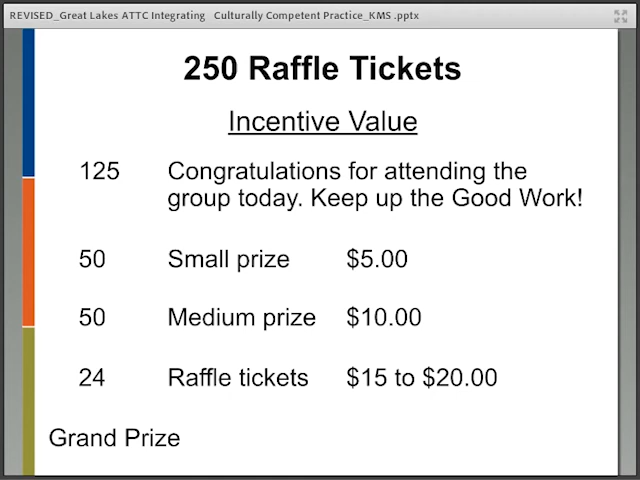 REVISED_Great Lakes ATTC Integrating Culturally Competent Practice_KMS .pptx
250 Raffle Tickets
Incentive Value
125 Congratulations for attending the
group today. Keep up the Good Work!
50 Small prize $5.00
50 Medium prize $10.00
24 Raffle tickets $15 to $20.00
Grand Prize